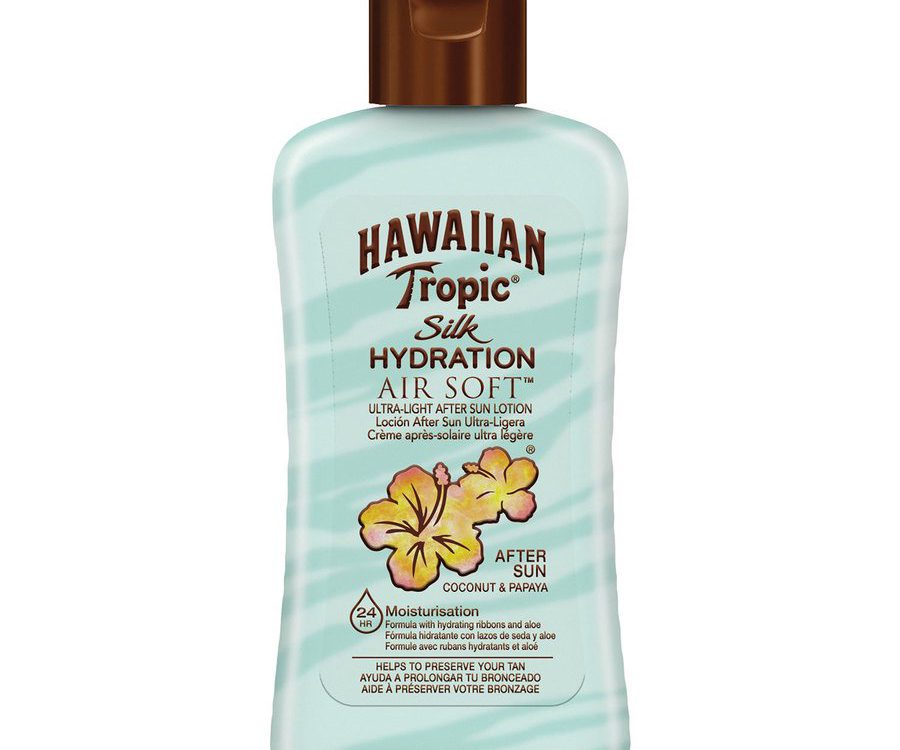 HAWAIIAN
Tropic®
Silk
HYDRATION
AIR SOFT™
ULTRA-LIGHT AFTER SUN LOTION
Loción After Sun Ultra-Ligera
Crème après-solaire ultra légère
®
AFTER
SUN
COCONUT & PAPAYA
24
HR
Moisturisation
Formula with hydrating ribbons and aloe
Fórmula hidratante con lazos de seda y aloe
Formule avec rubans hydratants et aloé
HELPS TO PRESERVE YOUR TAN
AYUDA A PROLONGAR TU BRONCEADO
AIDE À PRÉSERVER VOTRE BRONZAGE